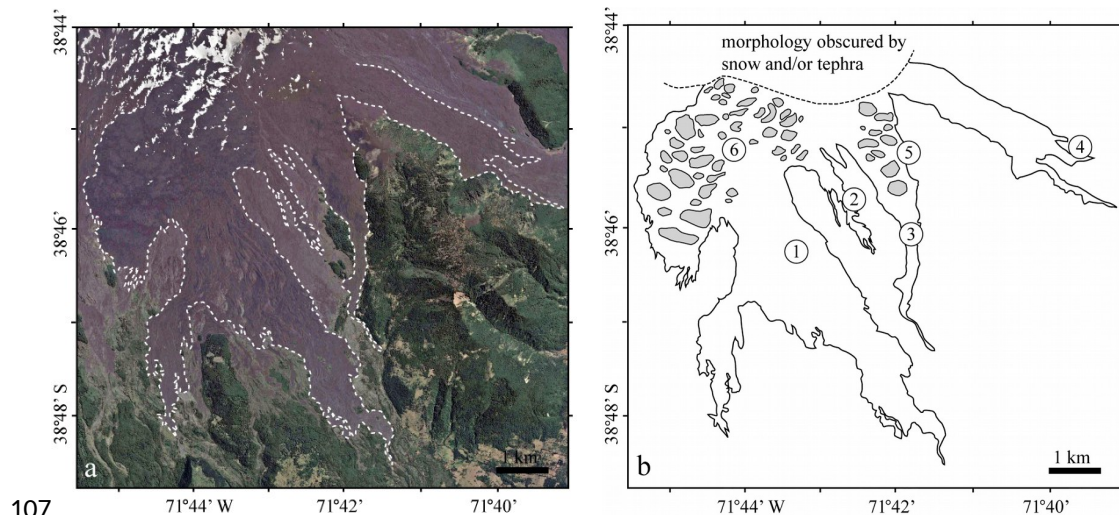 38°44'
38°46'
38°48' S
a
1 km
107
71°44' W
71°42'
71°40'
38°44'
morphology obscured by
snow and/or tephra
6
5
4
2
3
1
38°46'
38°48' S
b
1 km
71°44' W
71°42'
71°40'